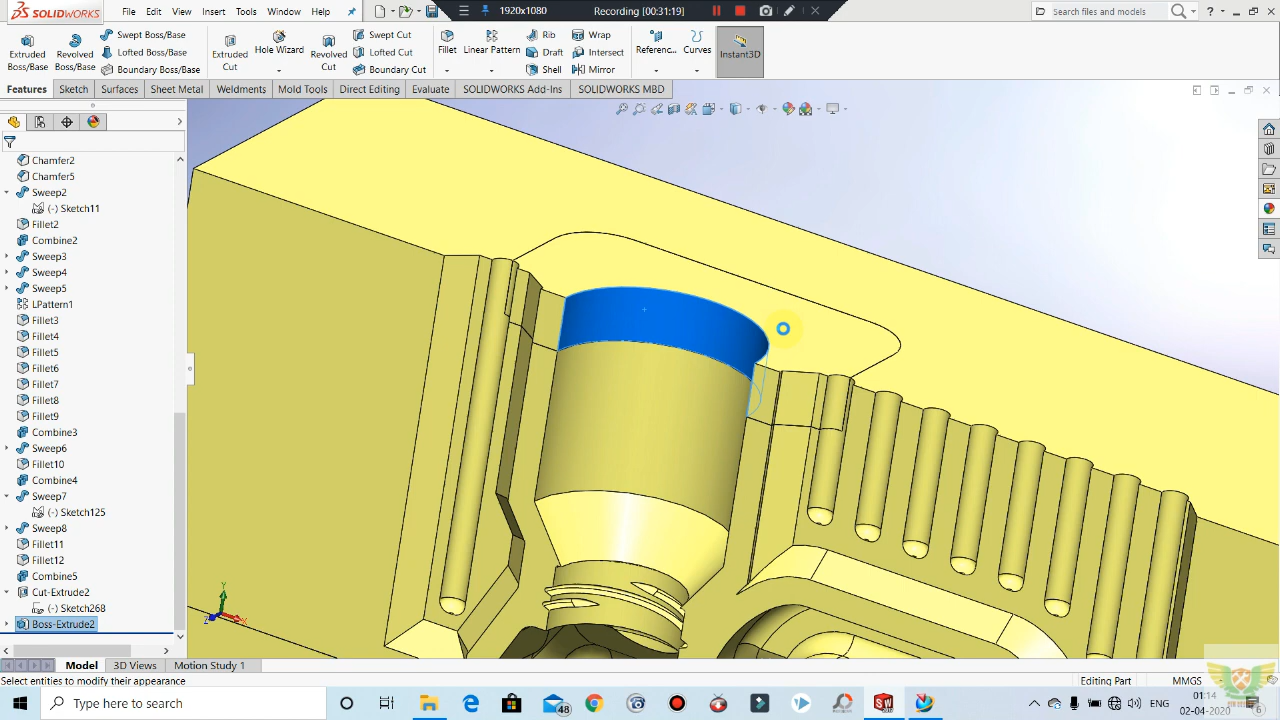 SOLIDWORKS
File
Edit
View
Insert
Tools
Window
Help
1920x1080
Recording [00:31:19]
Search files and models
Extruded Boss/Base
Revolved Boss/Base
Swept Boss/Base
Lofted Boss/Base
Boundary Boss/Base
Extruded Cut
Hole Wizard
Revolved Cut
Swept Cut
Lofted Cut
Boundary Cut
Fillet
Linear Pattern
Rib
Draft
Shell
Wrap
Intersect
Mirror
Referenc...
Curves
Instant3D
Features
Sketch
Surfaces
Sheet Metal
Weldments
Mold Tools
Direct Editing
Evaluate
SOLIDWORKS Add-Ins
SOLIDWORKS MBD
Chamfer2
Chamfer5
Sweep2
(-) Sketch11
Fillet2
Combine2
Sweep3
Sweep4
Sweep5
LPattern1
Fillet3
Fillet4
Fillet5
Fillet6
Fillet7
Fillet8
Fillet9
Combine3
Sweep6
Fillet10
Combine4
Sweep7
(-) Sketch125
Sweep8
Fillet11
Fillet12
Combine5
Cut-Extrude2
(-) Sketch268
Boss-Extrude2
Y
X
Z
Model
3D Views
Motion Study 1
Select entities to modify their appearance
Editing Part
MMGS
Type here to search
48
01:14
02-04-2020